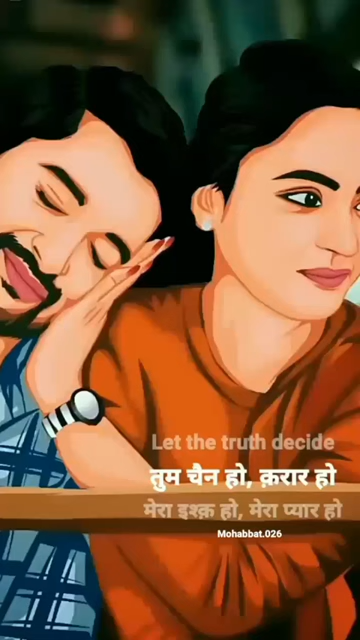 Let the truth decide
तुम चैन हो, क़रार हो
मेरा इश्क़ हो, मेरा प्यार हो
Mohabbat.026